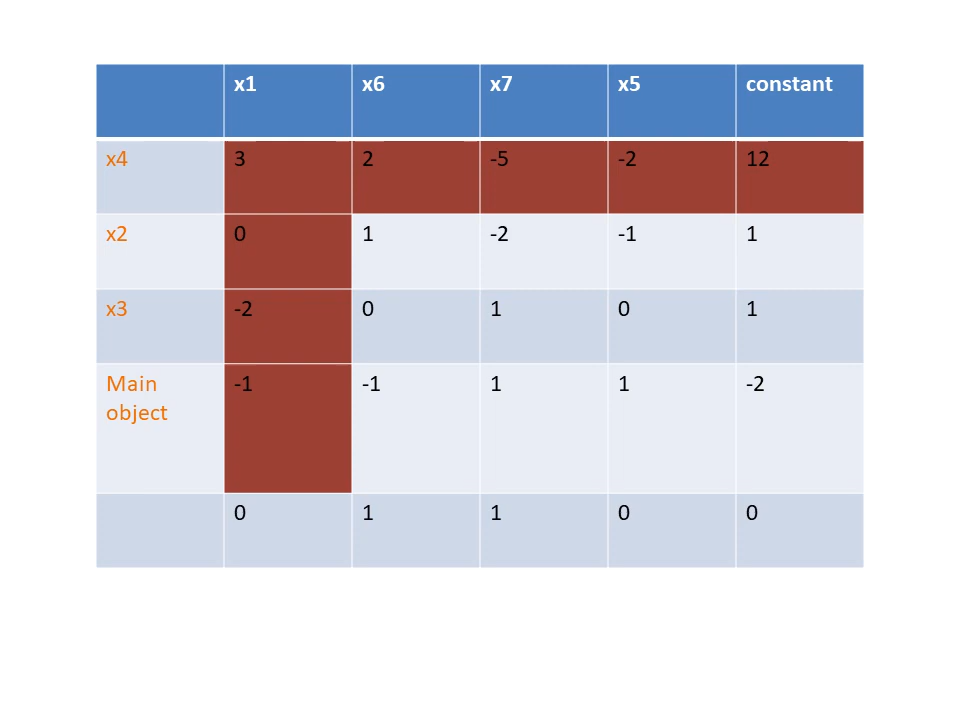 x1 x6 x7 x5 constant
x4 3 2 -5 -2 12
x2 0 1 -2 -1 1
x3 -2 0 1 0 1
Main -1 -1 1 1 -2
object
0 1 1 0 0